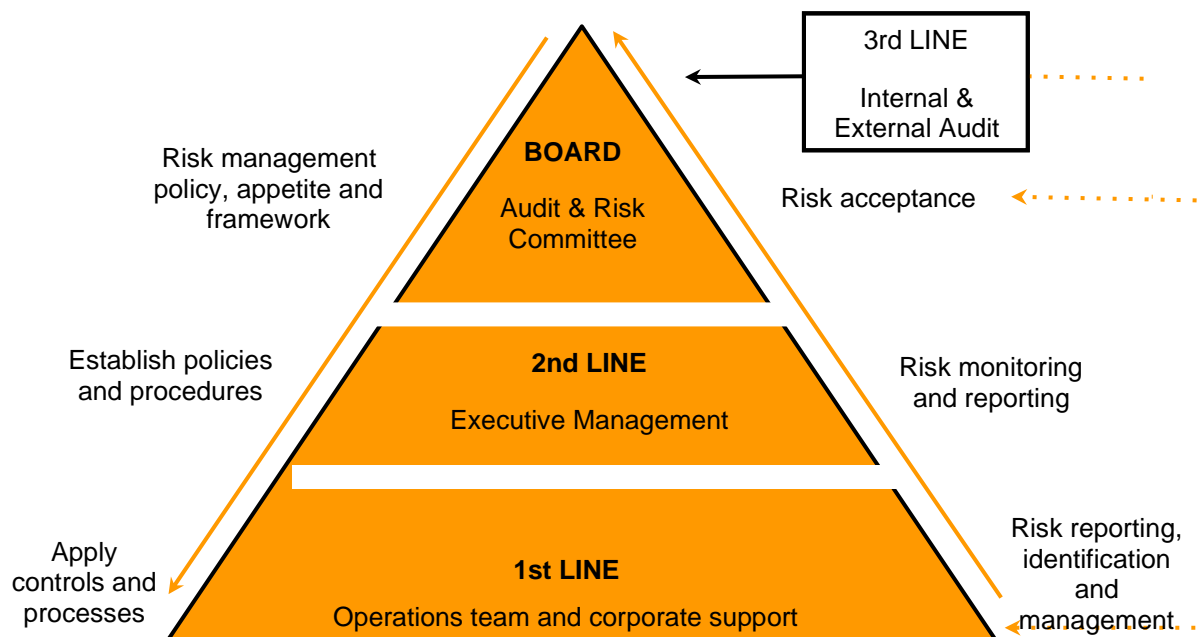 3rd LINE
Internal &
External Audit
BOARD
Audit & Risk
Committee
Risk management
policy, appetite and
framework
Risk acceptance
2nd LINE
Executive Management
Establish policies
and procedures
Risk monitoring
and reporting
1st LINE
Operations team and corporate support
Apply
controls and
processes
Risk reporting,
identification
and
management